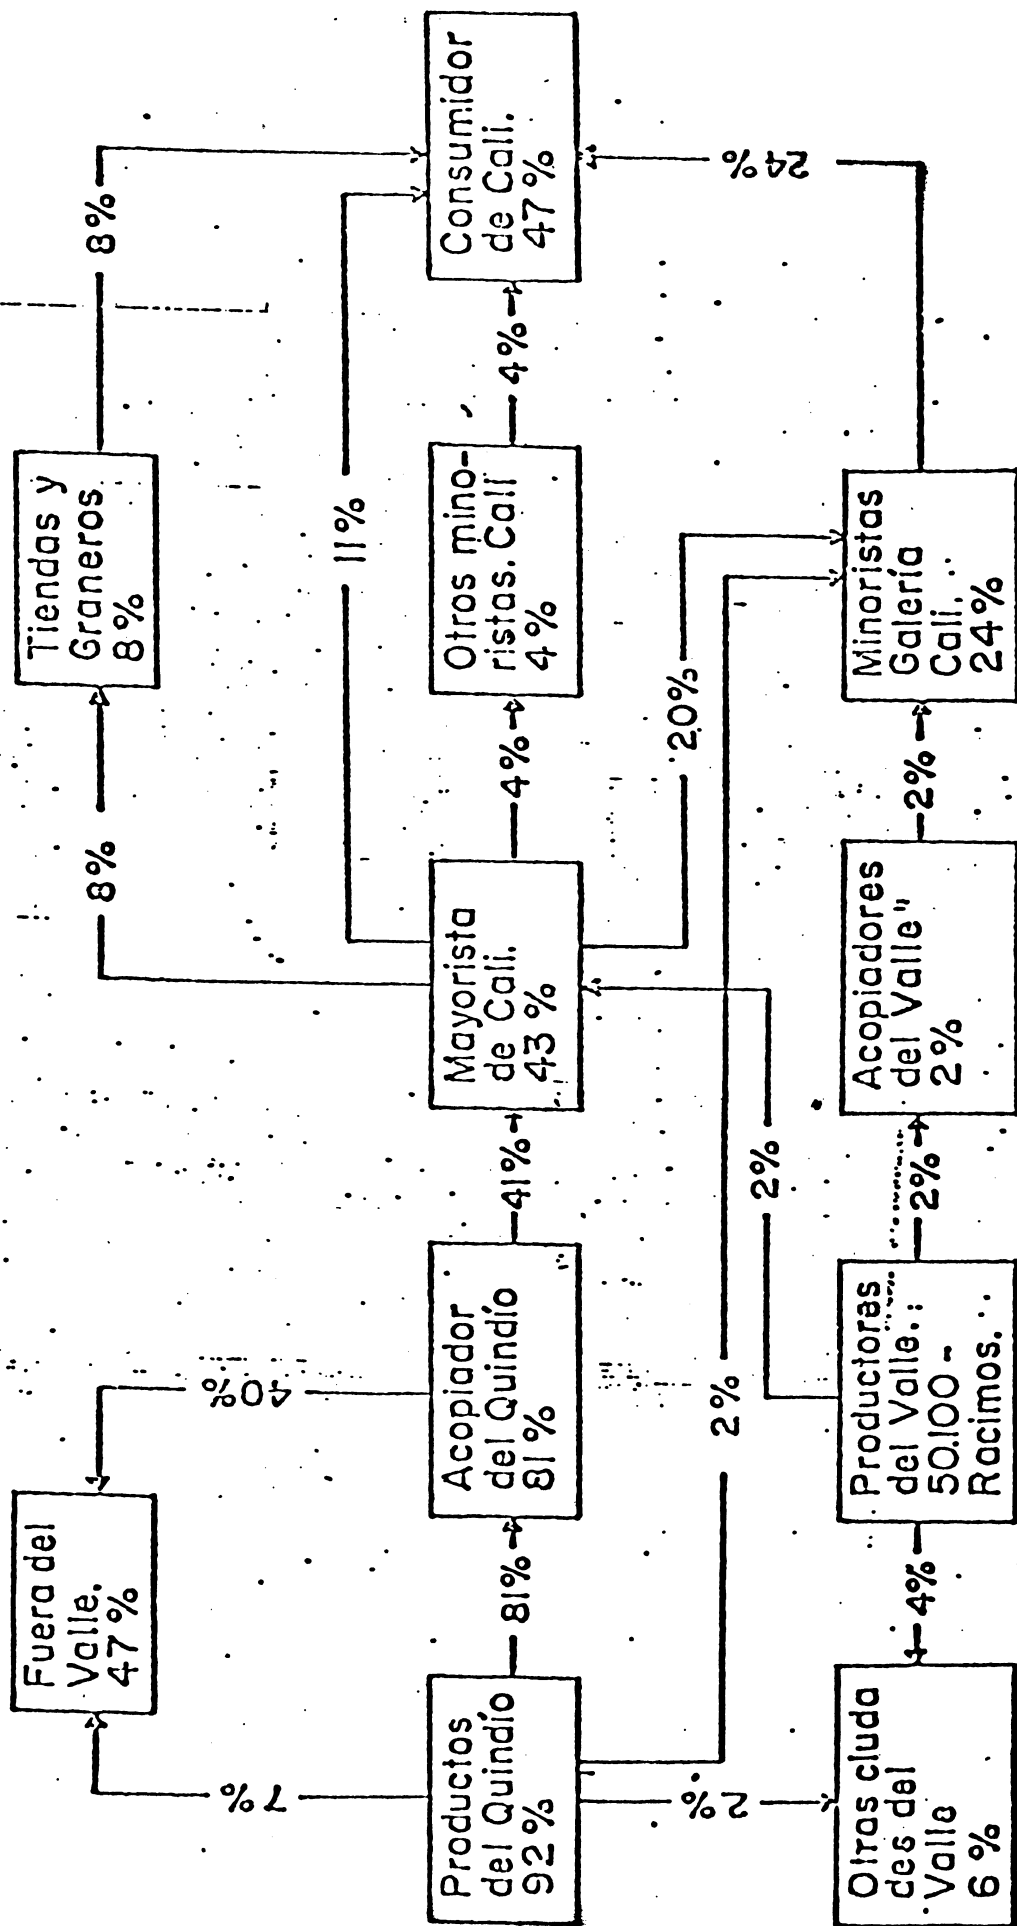 Fuera del
Valle.
47%
Tiendas y
Graneros.
8%
7%
40%
8%
8%
11%
Productos
del Quindío
92%
81%
Acopiador
del Quindío
81%
41%
Mayorista
de Cali.
43%
4%
Otros mino-
ristas. Cali
4%
4%
Consumidor
de Cali.
47%
2%
2%
2%
20%
24%
Otras ciuda
des del
Valle
6%
4%
Productores
del Valle.:
50.100-
Racimos.
2%
Acopiadores
del Valle"
2%
2%
Minoristas
Galería
Cali.
24%